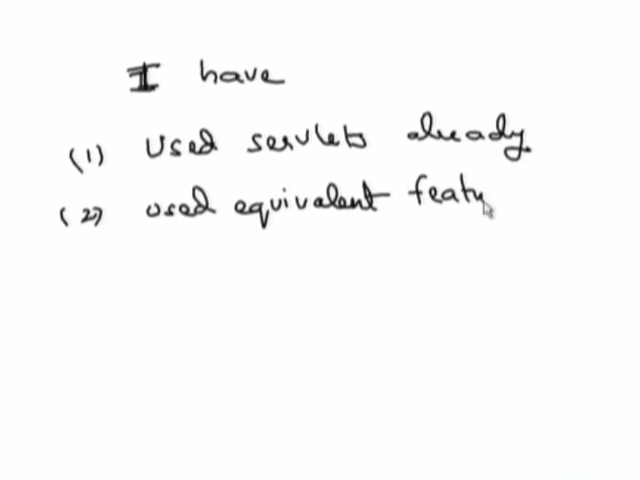 I have
(1) Used servlets already
(2) used equivalent featu